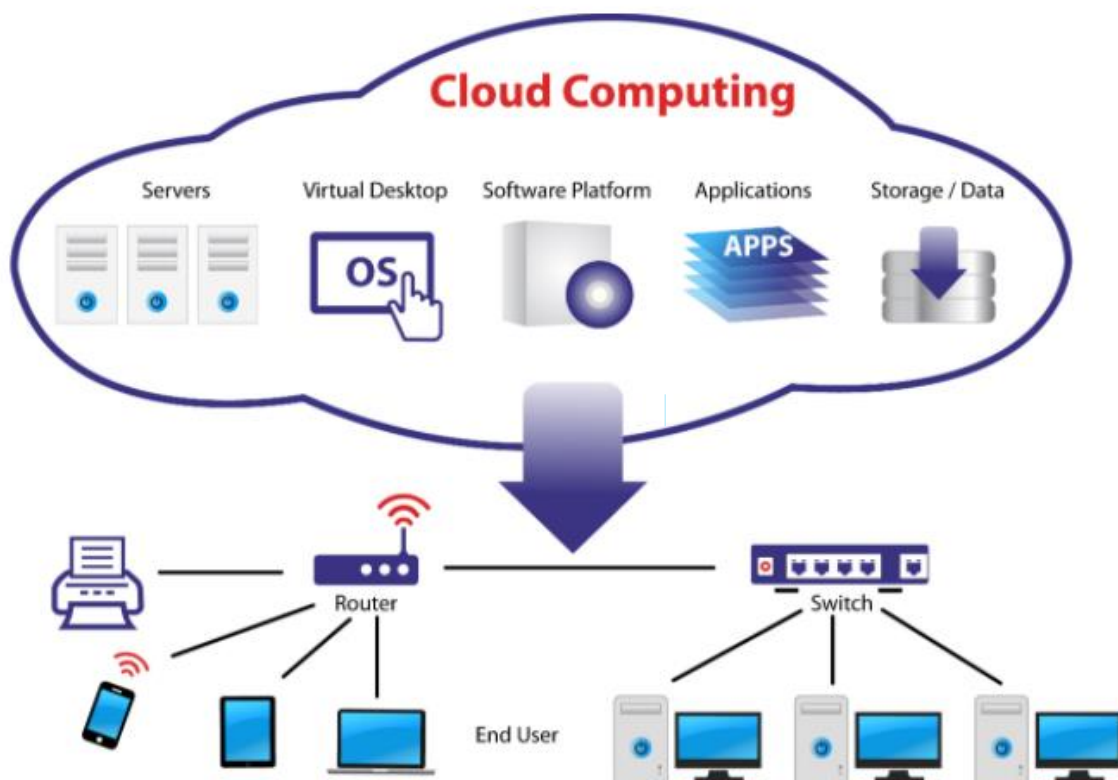 Cloud Computing
Servers
Virtual Desktop
Software Platform
Applications
Storage / Data
OS
APPS
Router
Switch
End User